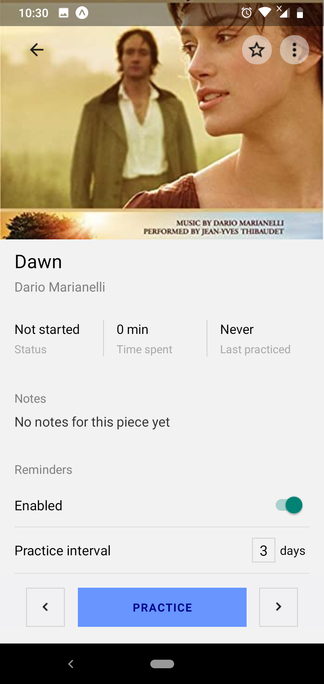 10:30
MUSIC BY DARIO MARIANELLI
PERFORMED BY JEAN-YVES THIBAUDET
Dawn
Dario Marianelli
Not started 0 min Never
Status Time spent Last practiced
Notes
No notes for this piece yet
Reminders
Enabled
Practice interval 3 days
PRACTICE